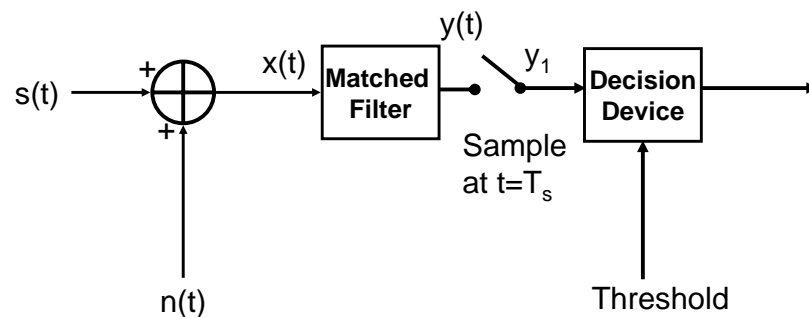 y(t)
y₁
+
x(t)
Matched
Filter
Decision
Device
s(t)
+
Sample
at t=Tₛ
n(t)
Threshold